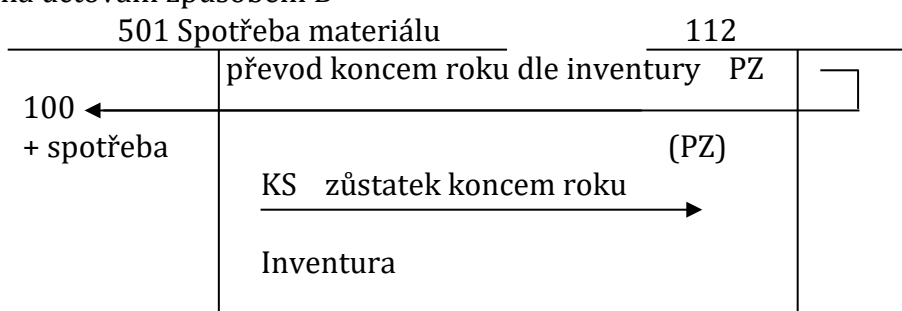 na účtování způsobem B
501 Spotřeba materiálu 112
převod koncem roku dle inventury PZ
100
+ spotřeba (PZ)
KS zůstatek koncem roku
Inventura